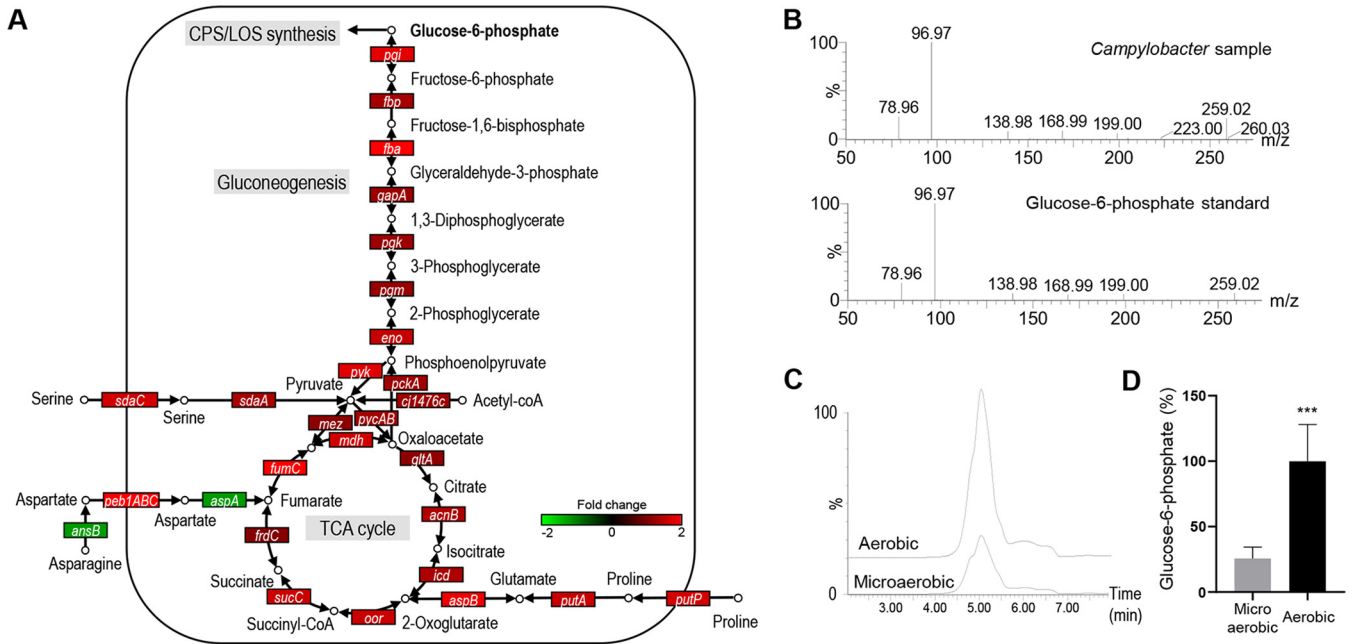 A
CPS/LOS synthesis
Glucose-6-phosphate
pgi
Fructose-6-phosphate
fbp
Fructose-1,6-bisphosphate
fba
Gluconeogenesis
Glyceraldehyde-3-phosphate
gapA
1,3-Diphosphoglycerate
pgk
3-Phosphoglycerate
pgm
2-Phosphoglycerate
eno
Phosphoenolpyruvate
pyk
pckA
Pyruvate
Serine
sdaC
Serine
sdaA
cj1476c
Acetyl-coA
mez
pycAB
mdh
Oxaloacetate
gltA
fumC
Citrate
Aspartate
peb1ABC
Aspartate
aspA
Fumarate
acnB
ansB
Asparagine
frdC
TCA cycle
Isocitrate
icd
Succinate
sucC
Succinyl-CoA
oor
2-Oxoglutarate
aspB
Glutamate
putA
Proline
putP
Proline
Fold change
-2 0 2
B
Campylobacter sample
100
%
96.97
78.96
138.98
168.99
199.00
223.00
259.02
260.03
m/z
50 100 150 200 250
Glucose-6-phosphate standard
100
%
0
96.97
78.96
138.98
168.99
199.00
259.02
m/z
50 100 150 200 250
C
100
%
0
Aerobic
Microaerobic
3.00 4.00 5.00 6.00 7.00
Time
(min)
D
Glucose-6-phosphate (%)
150
100
50
0
***
Micro
aerobic
Aerobic